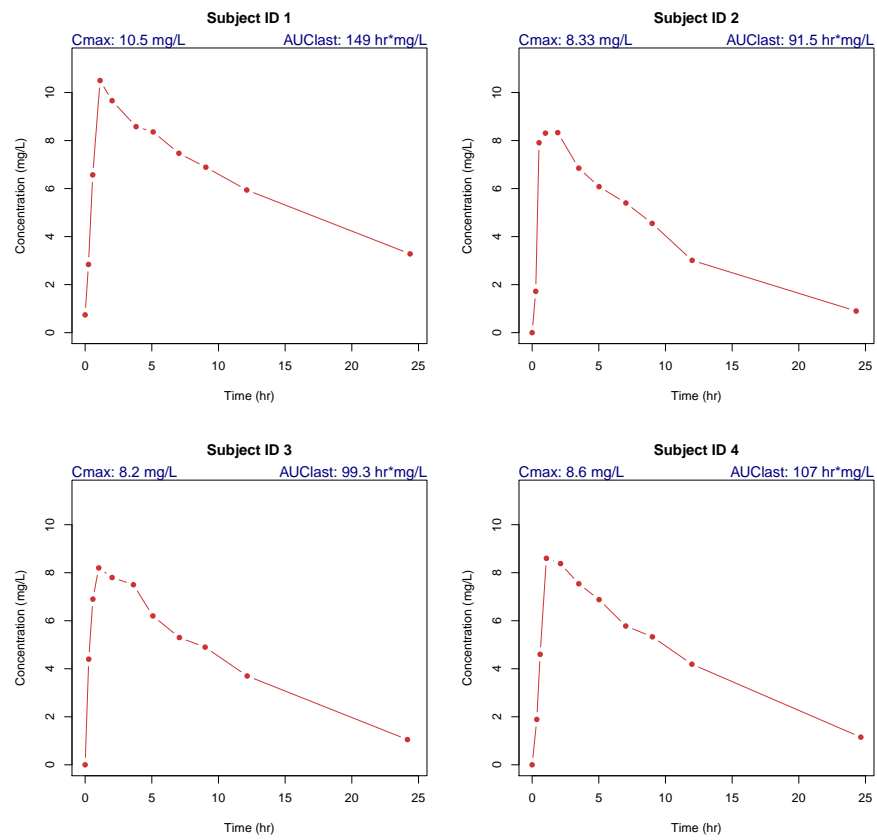 Subject ID 1
Cmax: 10.5 mg/L AUClast: 149 hr*mg/L
Concentration (mg/L)
0 2 4 6 8 10
0 5 10 15 20 25
Time (hr)
Subject ID 2
Cmax: 8.33 mg/L AUClast: 91.5 hr*mg/L
Concentration (mg/L)
0 2 4 6 8 10
0 5 10 15 20 25
Time (hr)
Subject ID 3
Cmax: 8.2 mg/L AUClast: 99.3 hr*mg/L
Concentration (mg/L)
0 2 4 6 8 10
0 5 10 15 20 25
Time (hr)
Subject ID 4
Cmax: 8.6 mg/L AUClast: 107 hr*mg/L
Concentration (mg/L)
0 2 4 6 8 10
0 5 10 15 20 25
Time (hr)